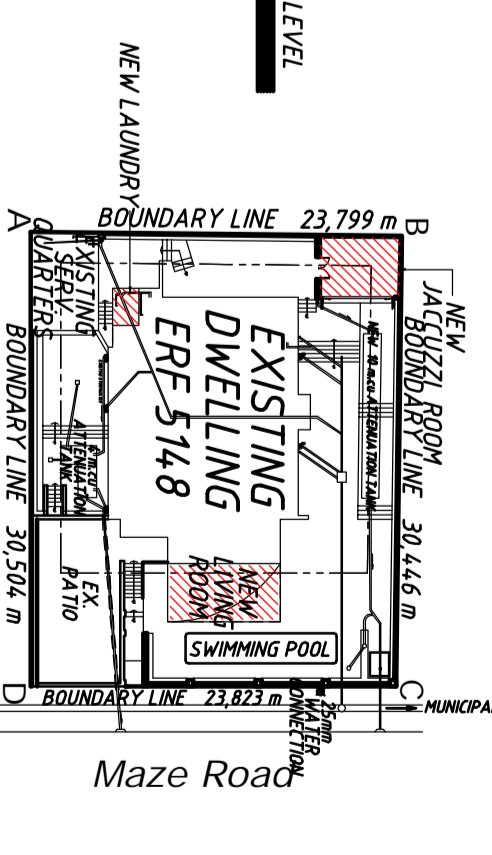 LEVEL
NEW LAUNDRY
BOUNDARY LINE 23,799 m
A
B
EXISTING
SERV.
QUARTERS
NEW
JACCUZZI ROOM
BOUNDARY LINE 30,446 m
NEW 10-m.cu ATTENUATION TANK
EXISTING
DWELLING
ERF 5148
BOUNDARY LINE 30,504 m
m.cu
ATTENUATION
TANK
EX.
PATIO
NEW
LIVING
ROOM
SWIMMING POOL
D
BOUNDARY LINE 23,823 m
C
25mm
WATER
CONNECTION
MUNICIPA
Maze Road